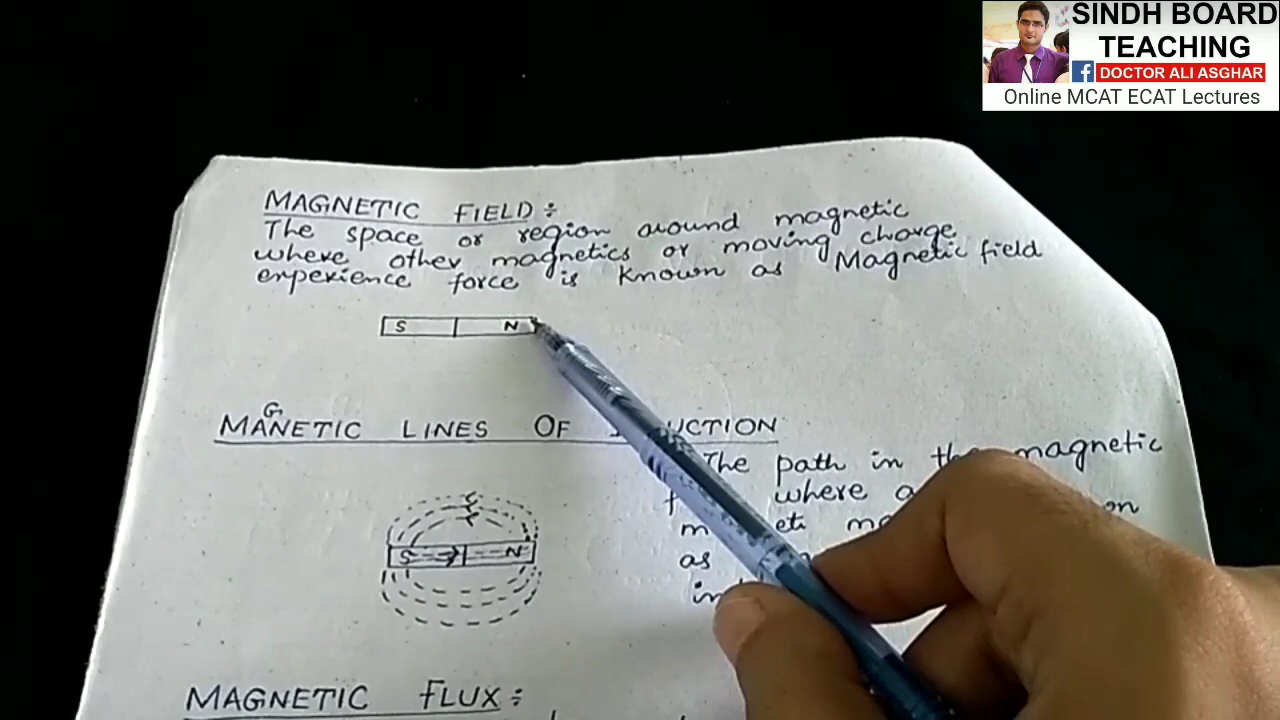 SINDH BOARD
TEACHING
DOCTOR ALI ASGHAR
Online MCAT ECAT Lectures
MAGNETIC FIELD ÷
The space or region around magnetic
where other magnetics or moving charge
experience force is known as Magnetic field
S N
MAGNETIC LINES OF
The path in the magnetic
where
S N
as
MAGNETIC FLUX ÷